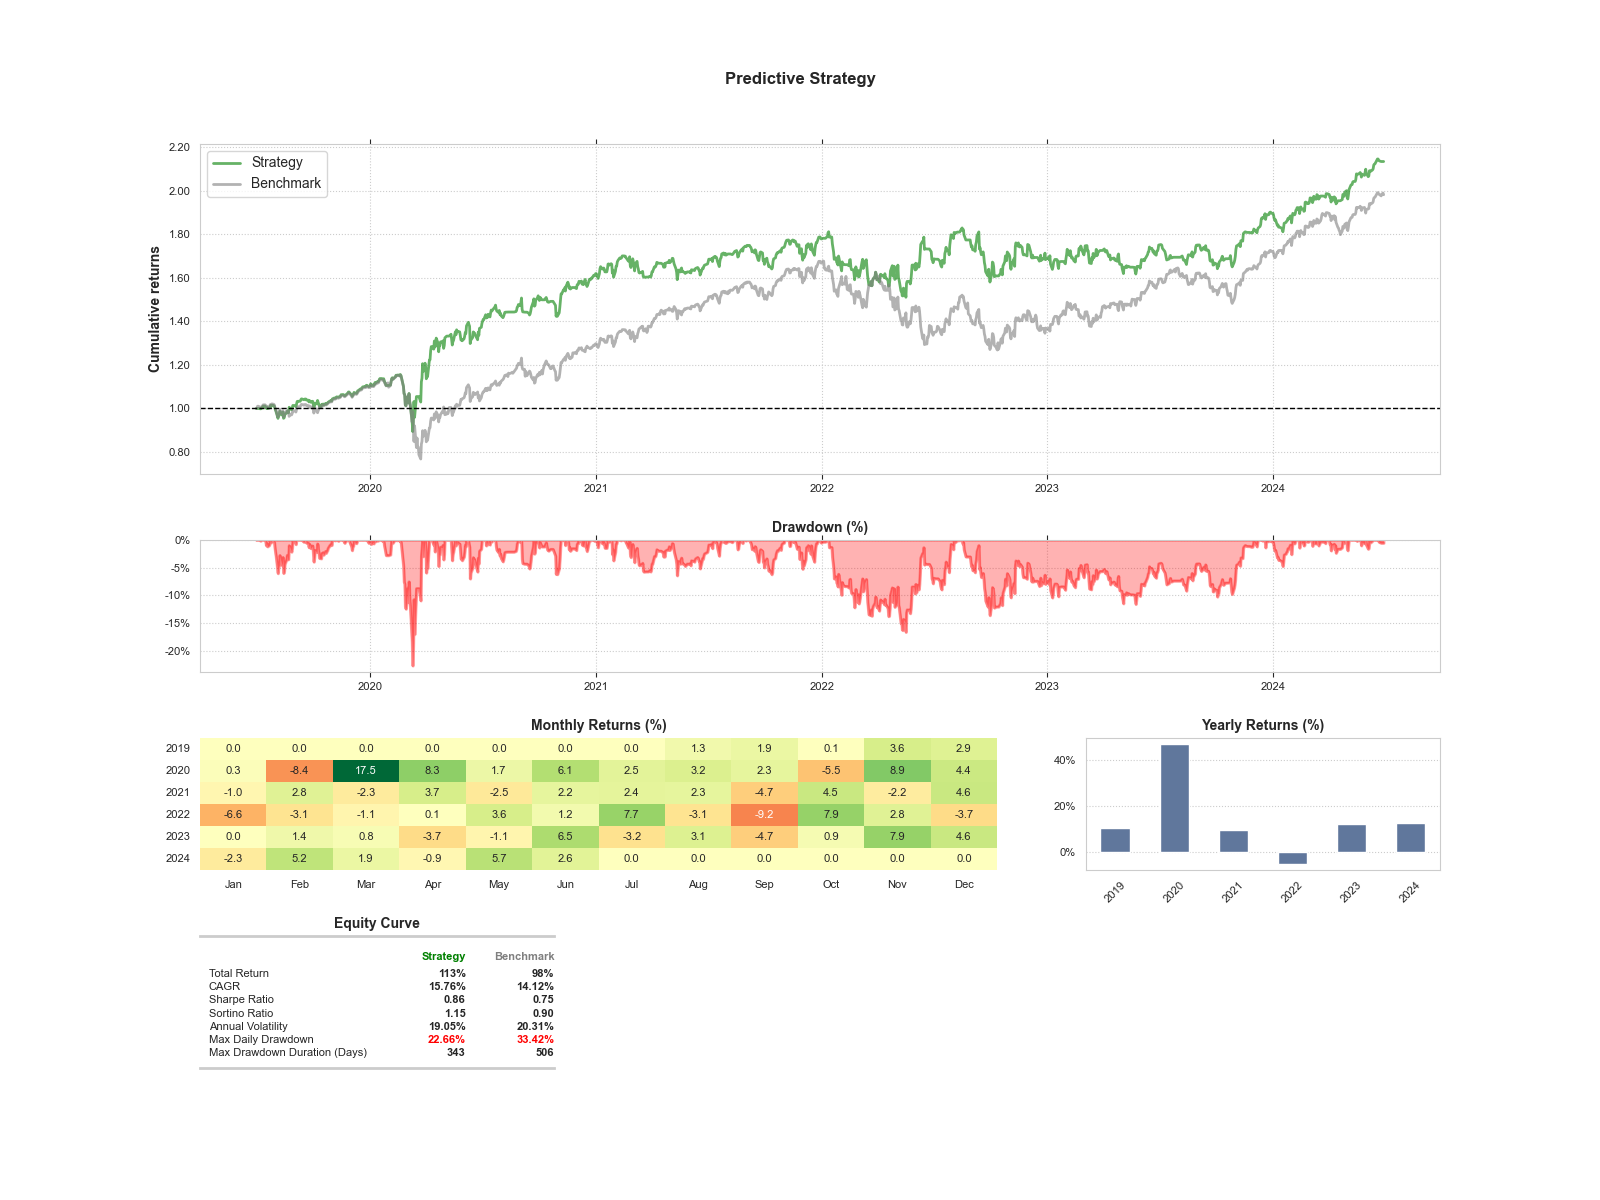 Predictive Strategy
Cumulative returns
2.20
2.00
1.80
1.60
1.40
1.20
1.00
0.80
Strategy
Benchmark
2020 2021 2022 2023 2024
Drawdown (%)
0%
-5%
-10%
-15%
-20%
2020 2021 2022 2023 2024
Monthly Returns (%)
2019 0.0 0.0 0.0 0.0 0.0 0.0 0.0 1.3 1.9 0.1 3.6 2.9
2020 0.3 -8.4 17.5 8.3 1.7 6.1 2.5 3.2 2.3 -5.5 8.9 4.4
2021 -1.0 2.8 -2.3 3.7 -2.5 2.2 2.4 2.3 -4.7 4.5 -2.2 4.6
2022 -6.6 -3.1 -1.1 0.1 3.6 1.2 7.7 -3.1 -9.2 7.9 2.8 -3.7
2023 0.0 1.4 0.8 -3.7 -1.1 6.5 -3.2 3.1 -4.7 0.9 7.9 4.6
2024 -2.3 5.2 1.9 -0.9 5.7 2.6 0.0 0.0 0.0 0.0 0.0 0.0
Jan Feb Mar Apr May Jun Jul Aug Sep Oct Nov Dec
Yearly Returns (%)
40%
20%
0%
2019 2020 2021 2022 2023 2024
Equity Curve
Strategy Benchmark
Total Return 113% 98%
CAGR 15.76% 14.12%
Sharpe Ratio 0.86 0.75
Sortino Ratio 1.15 0.90
Annual Volatility 19.05% 20.31%
Max Daily Drawdown 22.66% 33.42%
Max Drawdown Duration (Days) 343 506